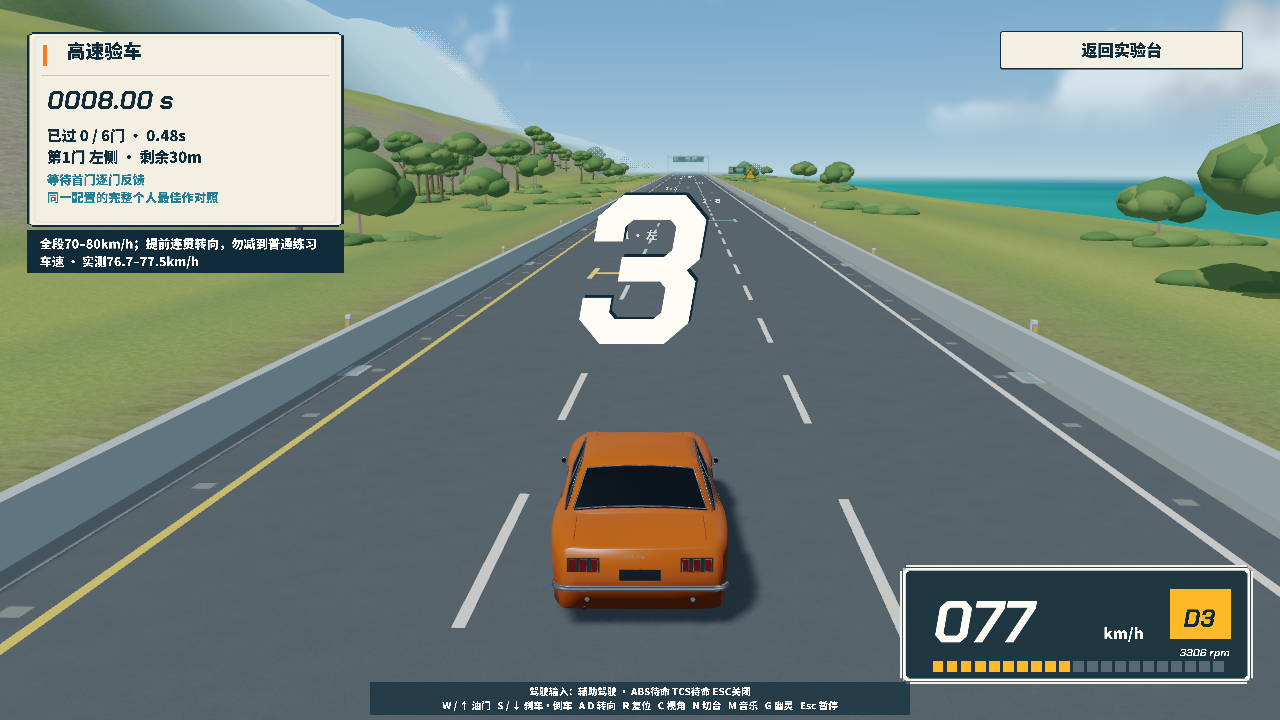 高速验车
0008.00 s
已过 0 / 6门 · 0.48s
第1门 左侧 · 剩余30m
等待首门逐门反馈
同一配置的完整个人最佳作对照
全段70-80km/h；提前连贯转向，勿减到普通练习
车速 · 实测76.7-77.5km/h
返回实验台
3
077
km/h
D3
3306 rpm
驾驶输入：辅助驾驶 · ABS待命 TCS待命 ESC关闭
W / ↑ 油门 S / ↓ 刹车·倒车 A D 转向 R 复位 C 视角 N 切台 M 音乐 G 幽灵 Esc 暂停